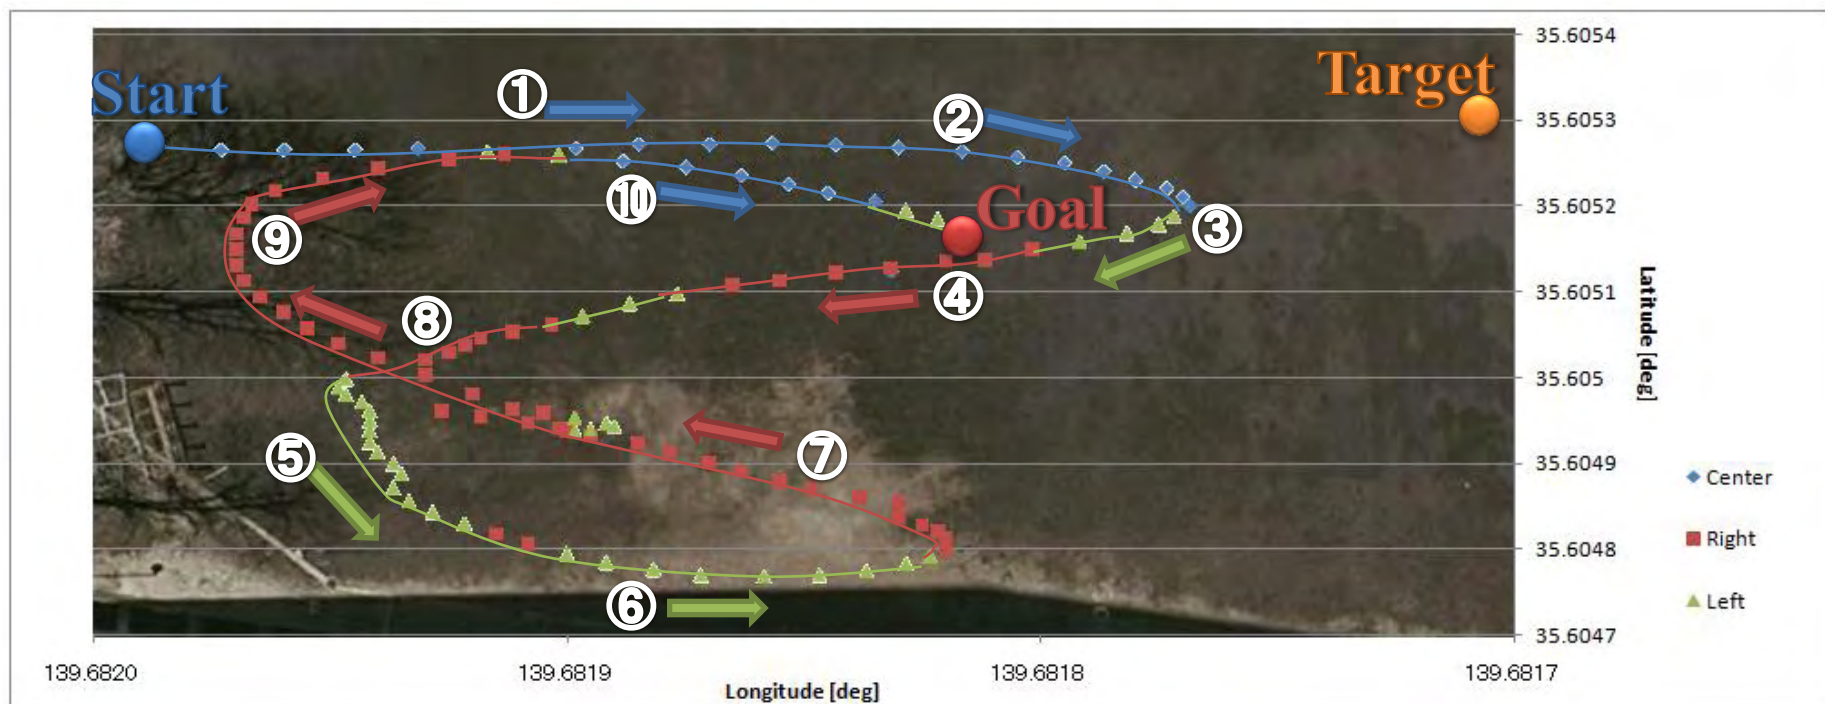 35.6054
Target
Start
①
②
35.6053
⑩
Goal
35.6052
③
⑨
④
35.6051
⑧
Latitude [deg]
35.605
⑤
⑦
35.6049
Center
35.6048
Right
⑥
Left
35.6047
139.6820
139.6819
139.6818
139.6817
Longitude [deg]